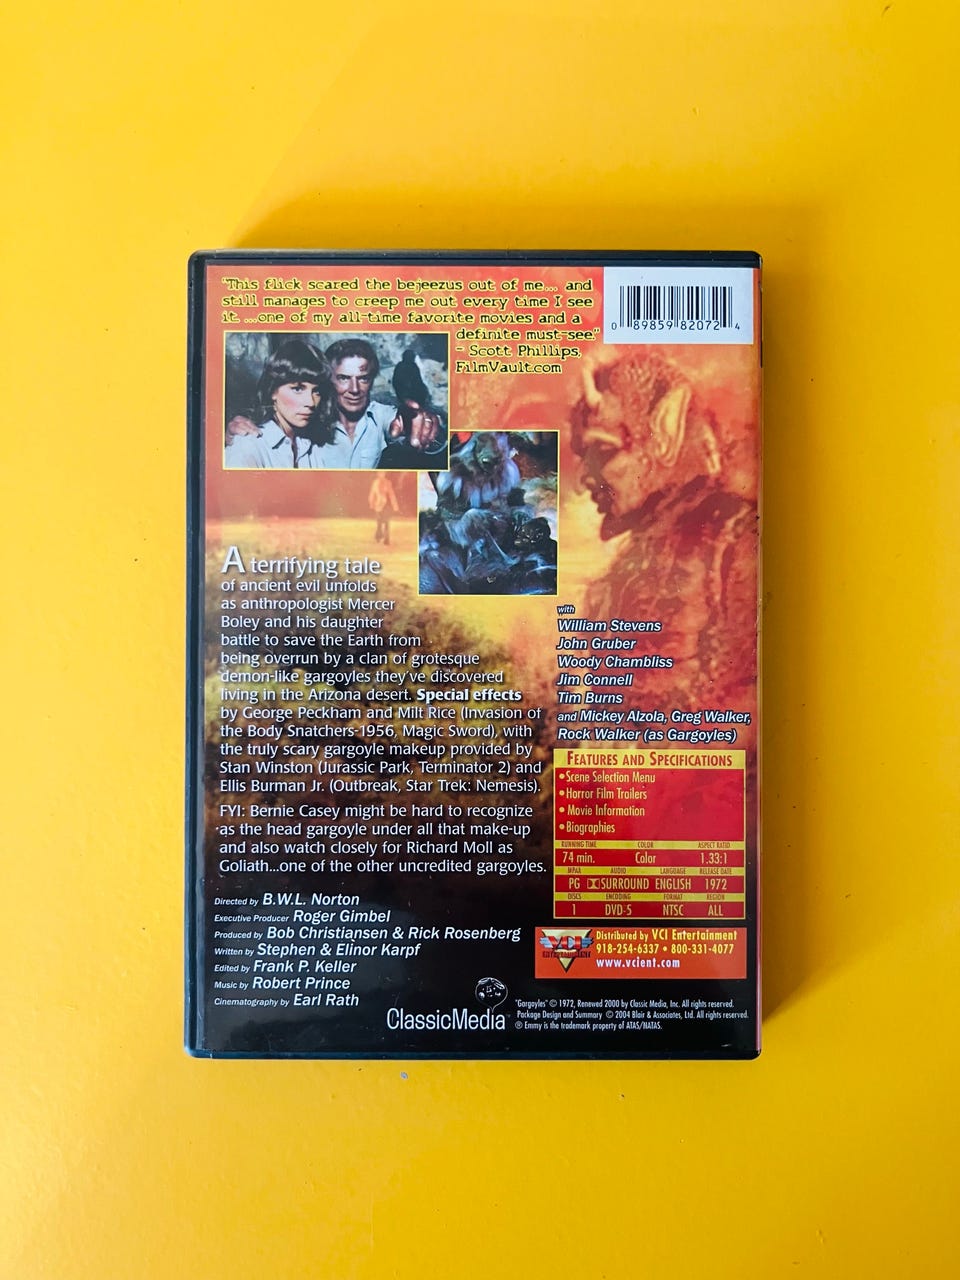 "This flick scared the bejeezus out of me... and
still manages to creep me out every time I see
it. ...one of my all-time favorite movies and a
definite must-see."
- Scott Phillips,
FilmVault.com
0 89859 82072 4
A terrifying tale
of ancient evil unfolds
as anthropologist Mercer
Boley and his daughter
battle to save the Earth from
being overrun by a clan of grotesque
demon-like gargoyles they've discovered
living in the Arizona desert. Special effects
by George Peckham and Milt Rice (Invasion of
the Body Snatchers-1956, Magic Sword), with
the truly scary gargoyle makeup provided by
Stan Winston (Jurassic Park, Terminator 2) and
Ellis Burman Jr. (Outbreak, Star Trek: Nemesis).
FYI: Bernie Casey might be hard to recognize
as the head gargoyle under all that make-up
and also watch closely for Richard Moll as
Goliath...one of the other uncredited gargoyles.
Directed by B.W.L. Norton
Executive Producer Roger Gimbel
Produced by Bob Christiansen & Rick Rosenberg
Written by Stephen & Elinor Karpf
Edited by Frank P. Keller
Music by Robert Prince
Cinematography by Earl Rath
with
William Stevens
John Gruber
Woody Chambliss
Jim Connell
Tim Burns
and Mickey Alzola, Greg Walker,
Rock Walker (as Gargoyles)
FEATURES AND SPECIFICATIONS
•Scene Selection Menu
•Horror Film Trailers
•Movie Information
•Biographies
RUNNING TIME COLOR ASPECT RATIO
74 min. Color 1.33:1
MPAA AUDIO LANGUAGE RELEASE DATE
PG SURROUND ENGLISH 1972
DISCS ENCODING FORMAT REGION
1 DVD-5 NTSC ALL
VCI
ENTERTAINMENT
Distributed by VCI Entertainment
918-254-6337 • 800-331-4077
www.vcient.com
ClassicMedia
"Gargoyles" © 1972, Renewed 2000 by Classic Media, Inc. All rights reserved.
Package Design and Summary © 2004 Blair & Associates, Ltd. All rights reserved.
® Emmy is the trademark property of ATAS/NATAS.